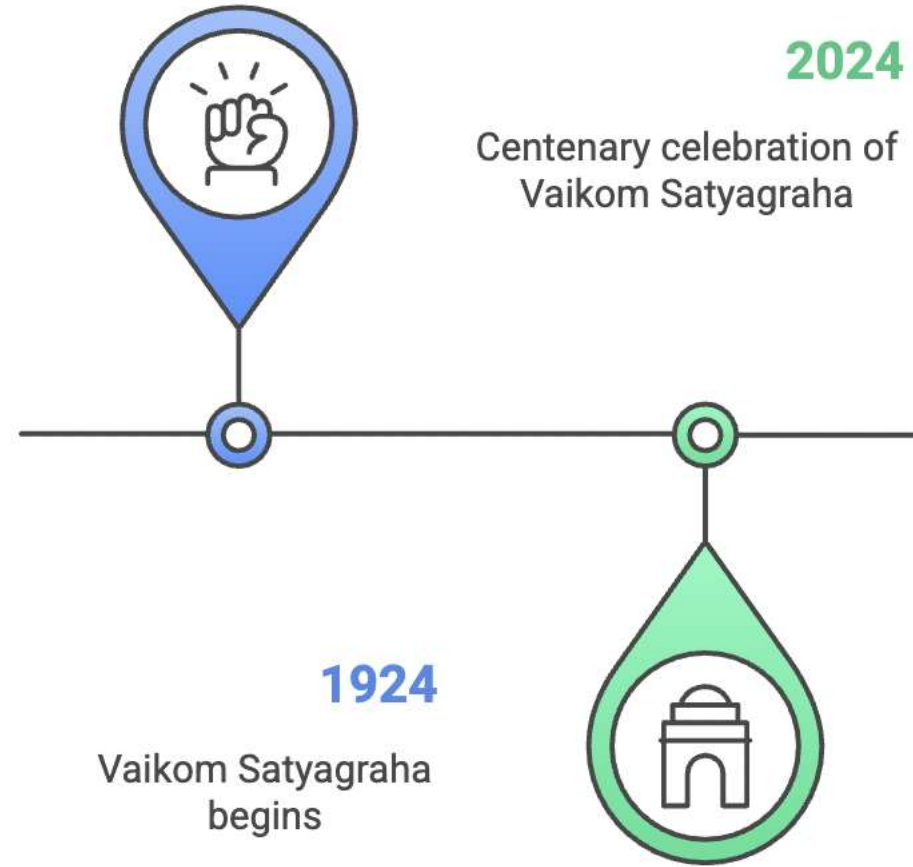 2024
Centenary celebration of
Vaikom Satyagraha
1924
Vaikom Satyagraha
begins